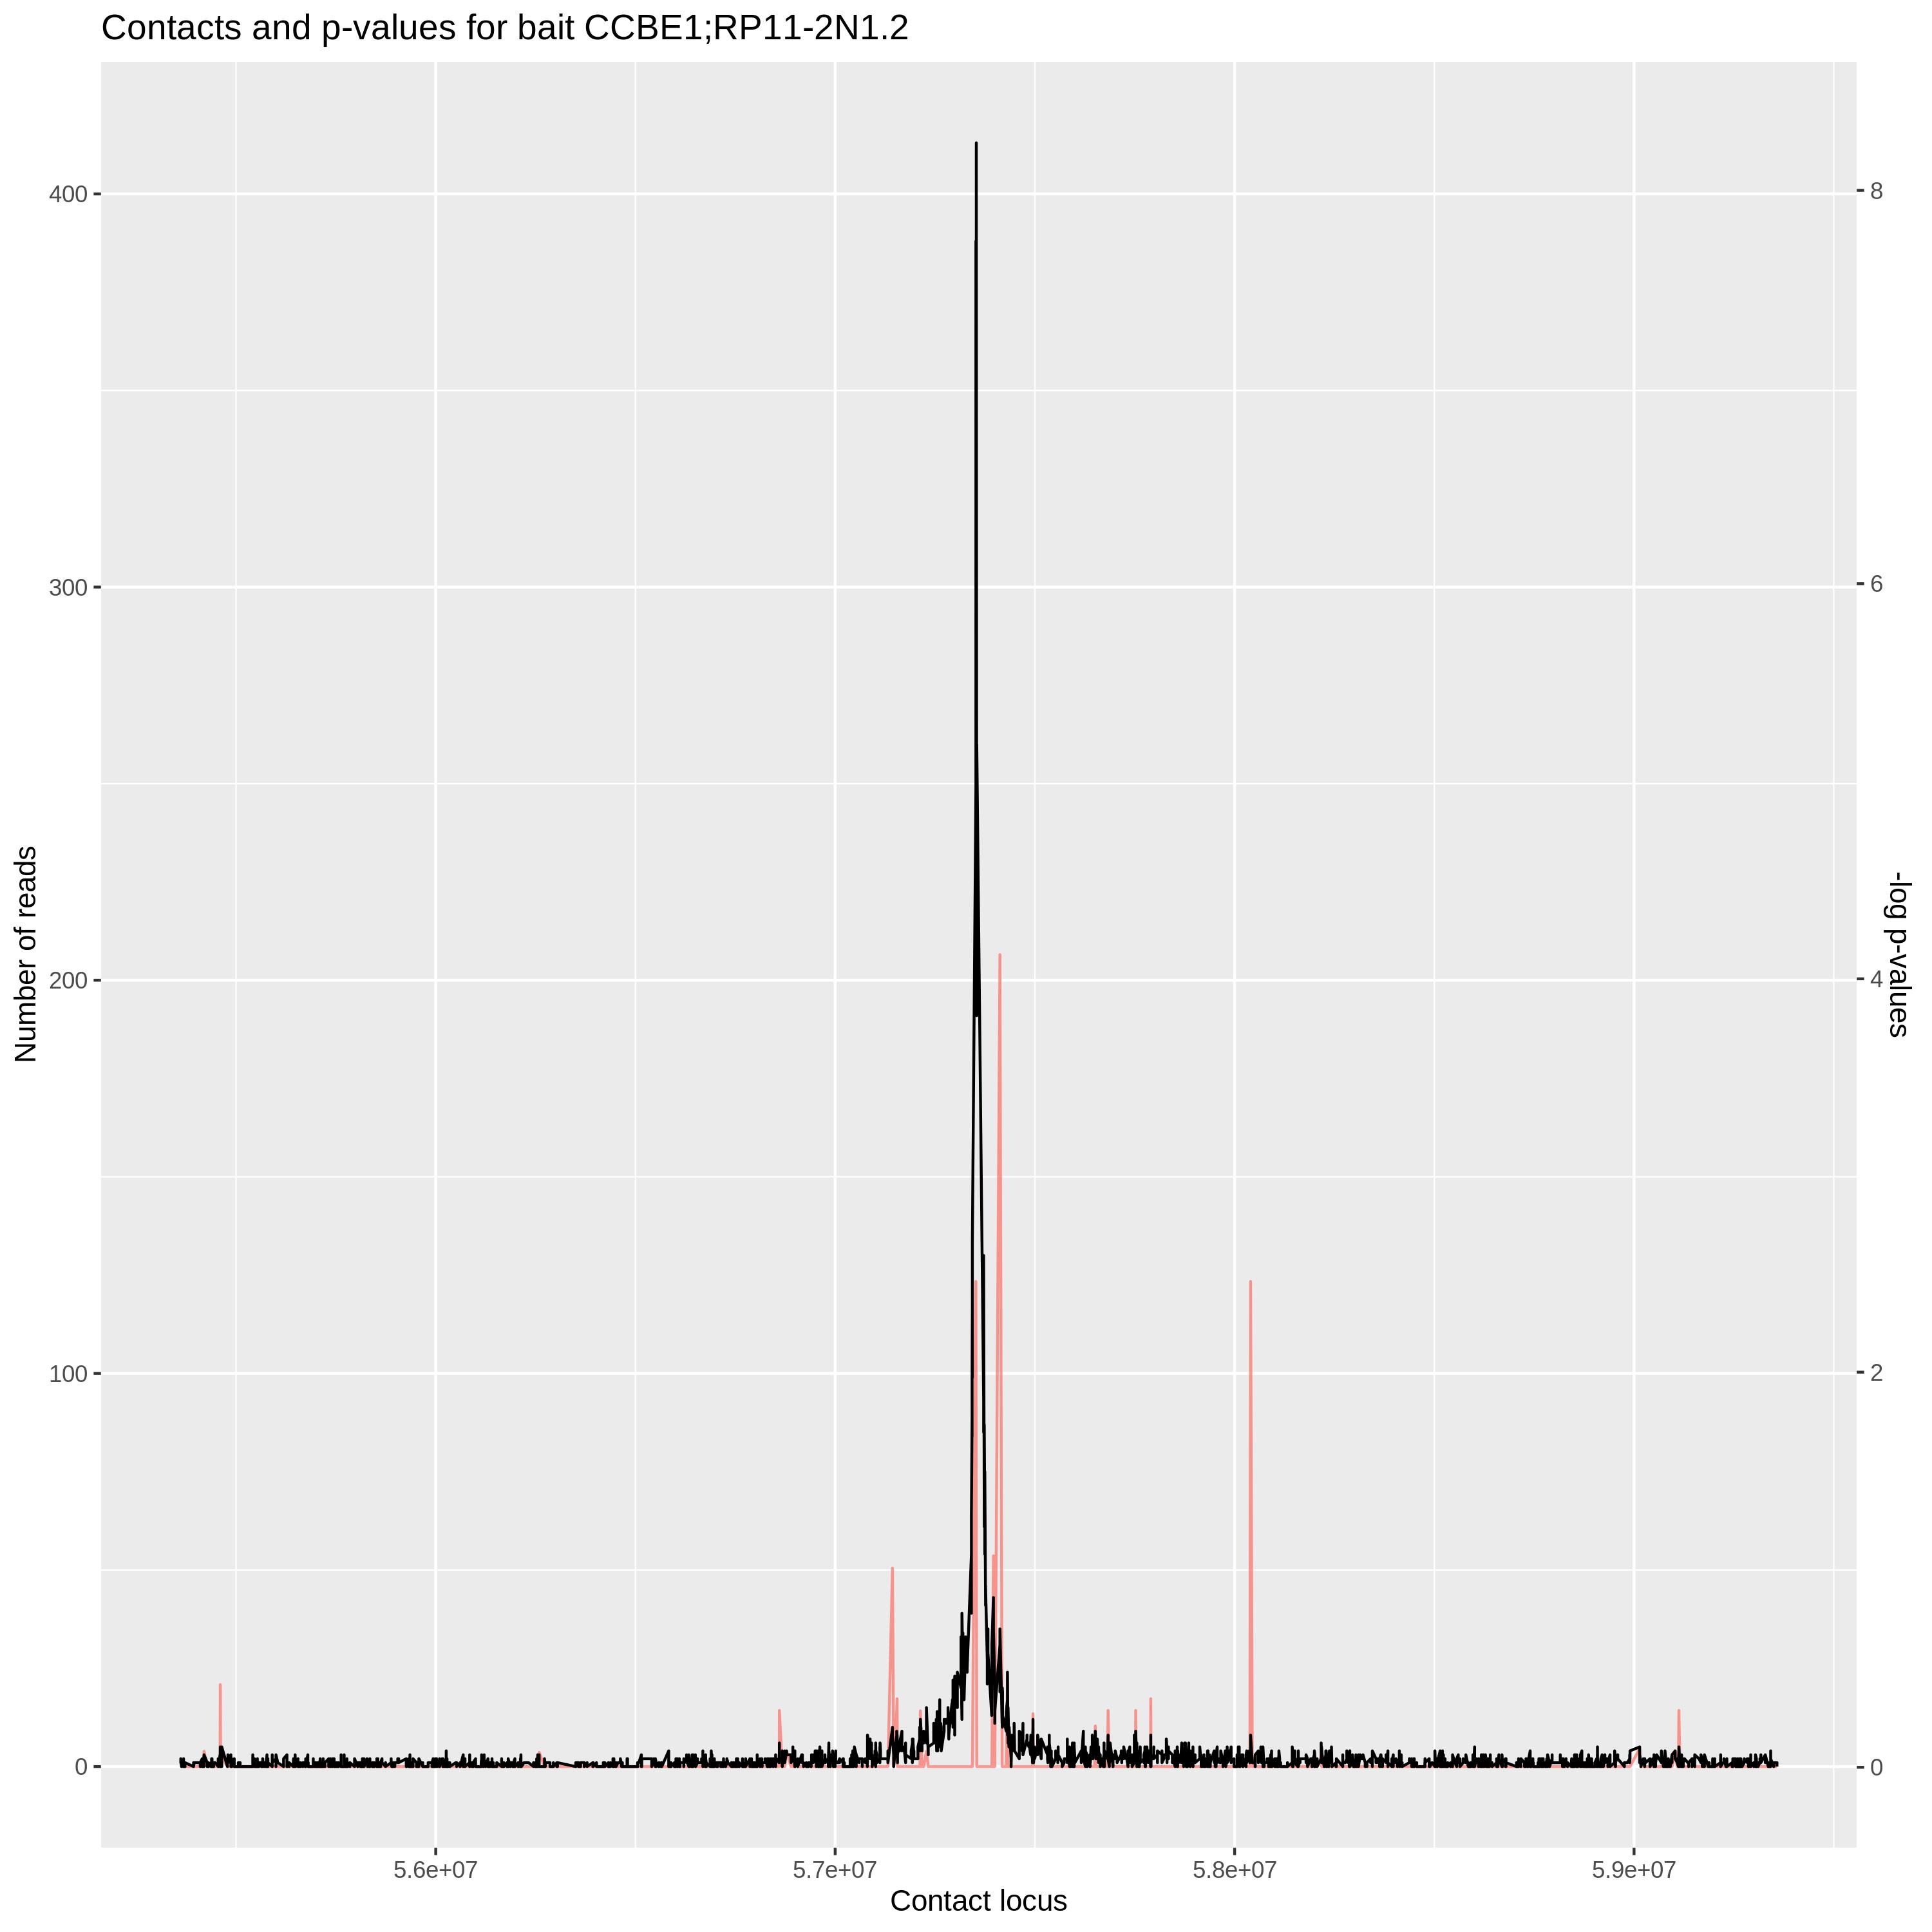 Contacts and p-values for bait CCBE1;RP11-2N1.2
400
300
200
100
0
Number of reads
8
6
4
2
0
-log p-values
5.6e+07 5.7e+07 5.8e+07 5.9e+07
Contact locus